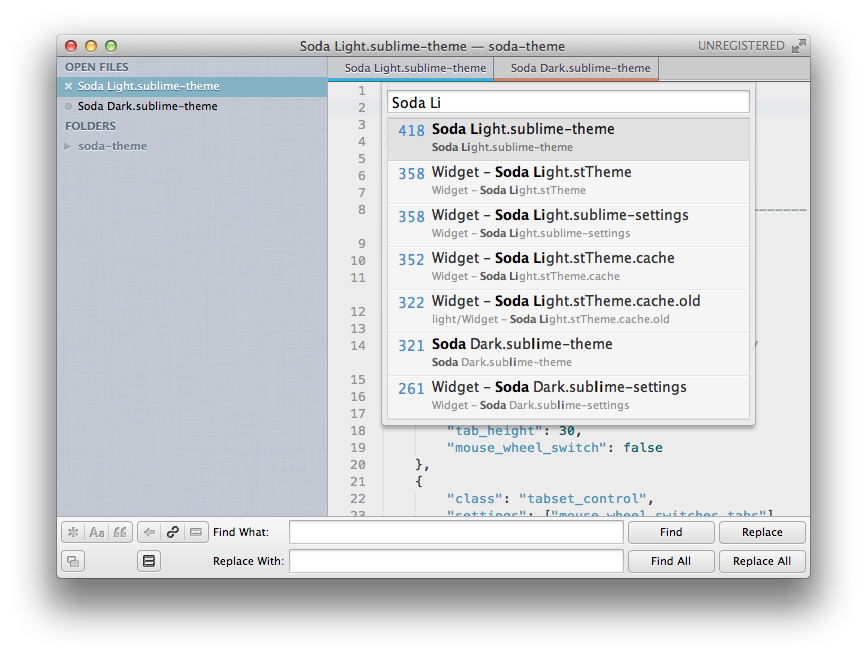 Soda Light.sublime-theme — soda-theme
UNREGISTERED
OPEN FILES
Soda Light.sublime-theme
Soda Dark.sublime-theme
FOLDERS
soda-theme
Soda Light.sublime-theme
Soda Dark.sublime-theme
Soda Li
418 Soda Light.sublime-theme
Soda Light.sublime-theme
358 Widget – Soda Light.stTheme
Widget – Soda Light.stTheme
358 Widget – Soda Light.sublime-settings
Widget – Soda Light.sublime-settings
352 Widget – Soda Light.stTheme.cache
Widget – Soda Light.stTheme.cache
322 Widget – Soda Light.stTheme.cache.old
light/Widget – Soda Light.stTheme.cache.old
321 Soda Dark.sublime-theme
Soda Dark.sublime-theme
261 Widget – Soda Dark.sublime-settings
Widget – Soda Dark.sublime-settings
1
2
3
4
5
6
7
8
9
10
11
12
13
14
15
16
17
18 "tab_height": 30,
19 "mouse_wheel_switch": false
20 },
21 {
22 "class": "tabset_control",
23 "settings": ["mouse_wheel_switches_tabs"]
Aa
Find What:
Find
Replace
Replace With:
Find All
Replace All